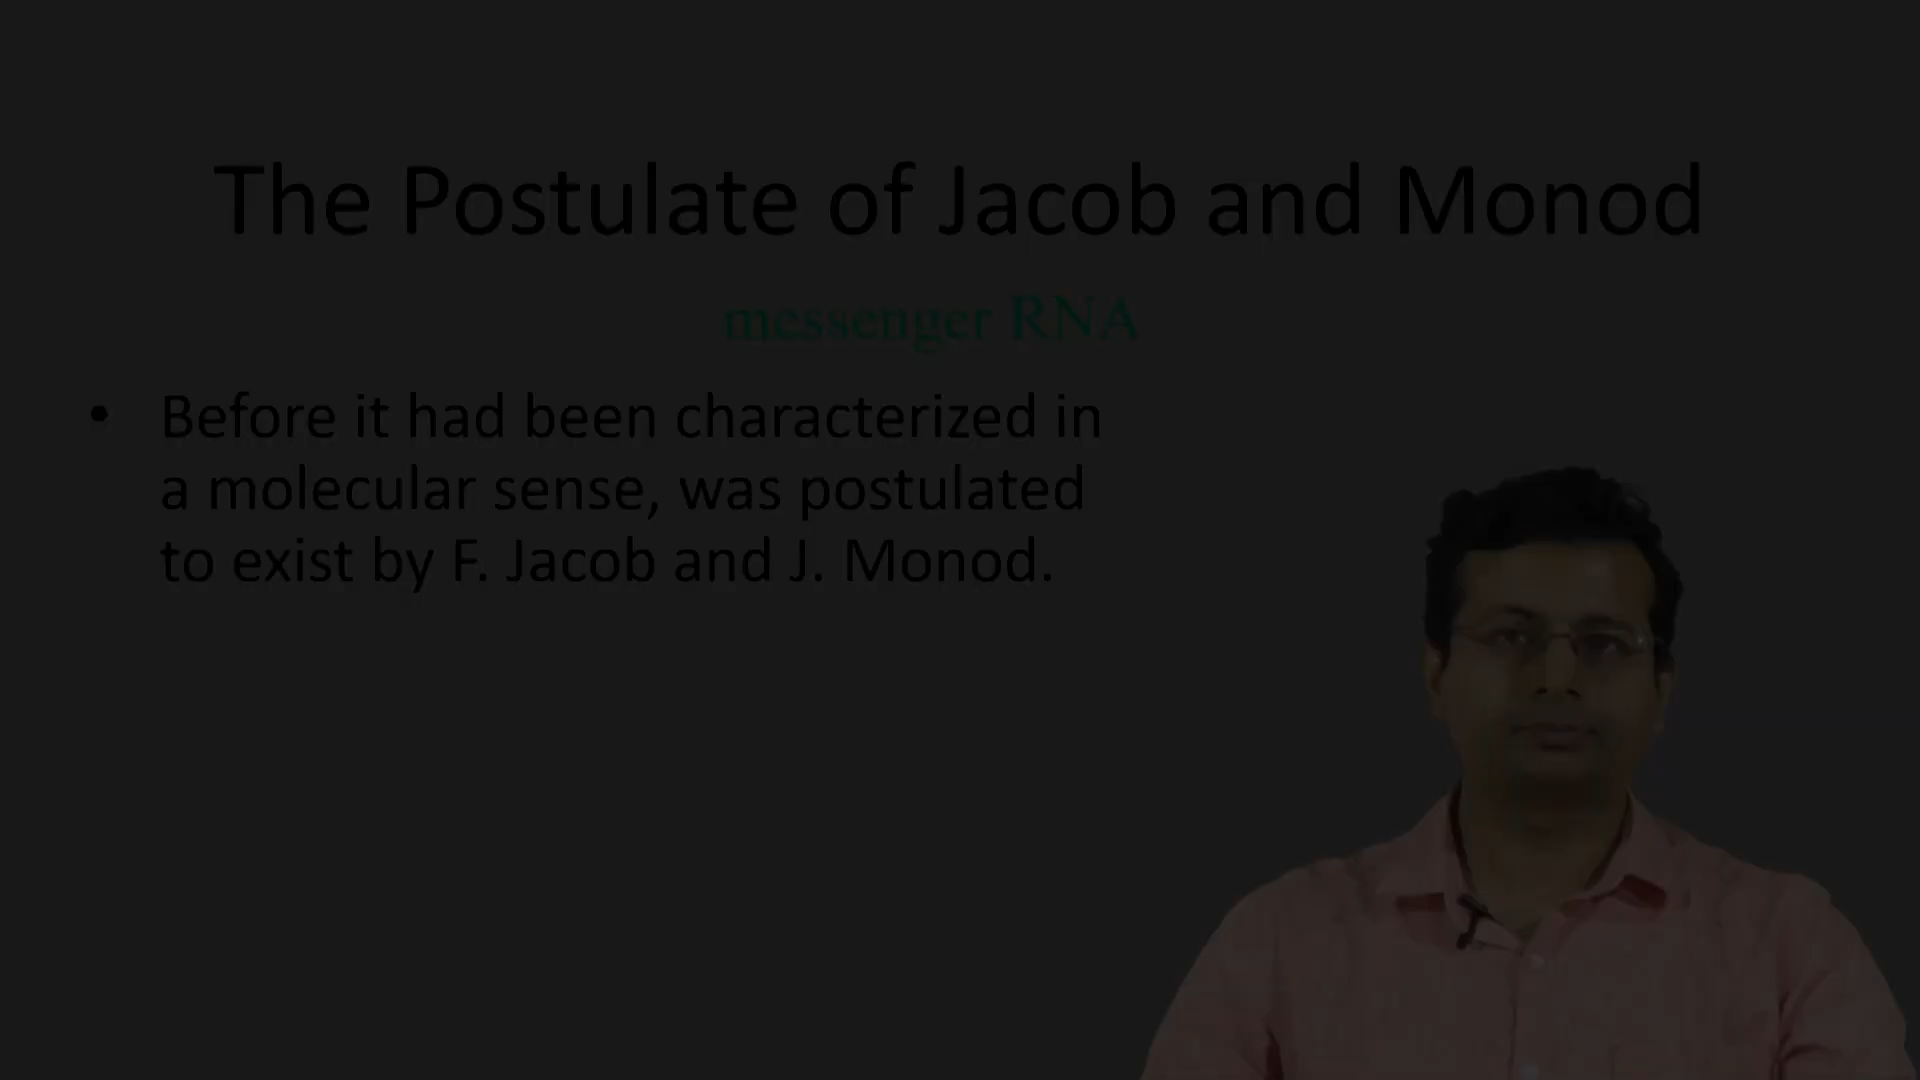 The Postulate of Jacob and Monod
messenger RNA
• Before it had been characterized in
a molecular sense, was postulated
to exist by F. Jacob and J. Monod.